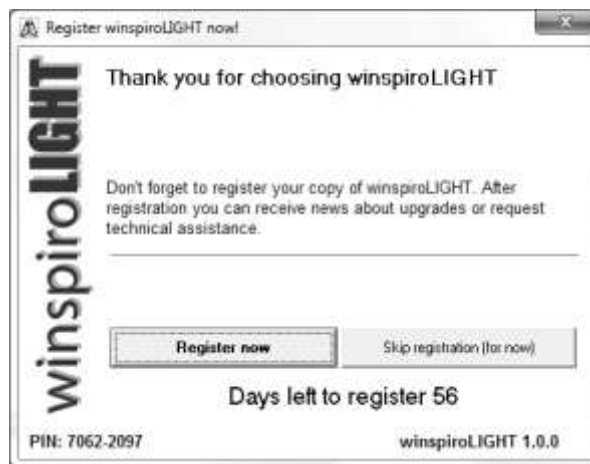 Register winspiroLIGHT now!
winspiroLIGHT
Thank you for choosing winspiroLIGHT
Don't forget to register your copy of winspiroLIGHT. After
registration you can receive news about upgrades or request
technical assistance.
Register now
Skip registration (for now)
Days left to register 56
PIN: 7062-2097
winspiroLIGHT 1.0.0